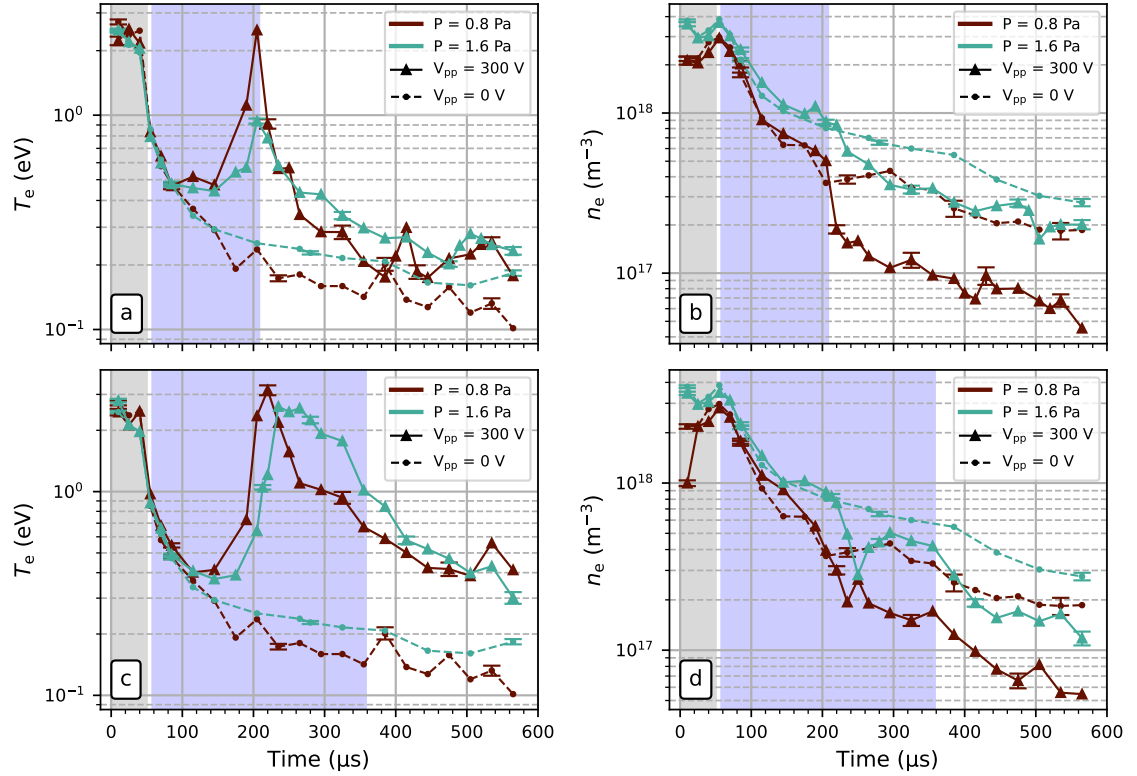 P = 0.8 Pa
P = 1.6 Pa
Vpp = 300 V
Vpp = 0 V
10⁰
10⁻¹
Te (eV)
a
P = 0.8 Pa
P = 1.6 Pa
Vpp = 300 V
Vpp = 0 V
10¹⁸
10¹⁷
ne (m⁻³)
b
P = 0.8 Pa
P = 1.6 Pa
Vpp = 300 V
Vpp = 0 V
10⁰
10⁻¹
Te (eV)
c
0 100 200 300 400 500 600
Time (μs)
P = 0.8 Pa
P = 1.6 Pa
Vpp = 300 V
Vpp = 0 V
10¹⁸
10¹⁷
ne (m⁻³)
d
0 100 200 300 400 500 600
Time (μs)